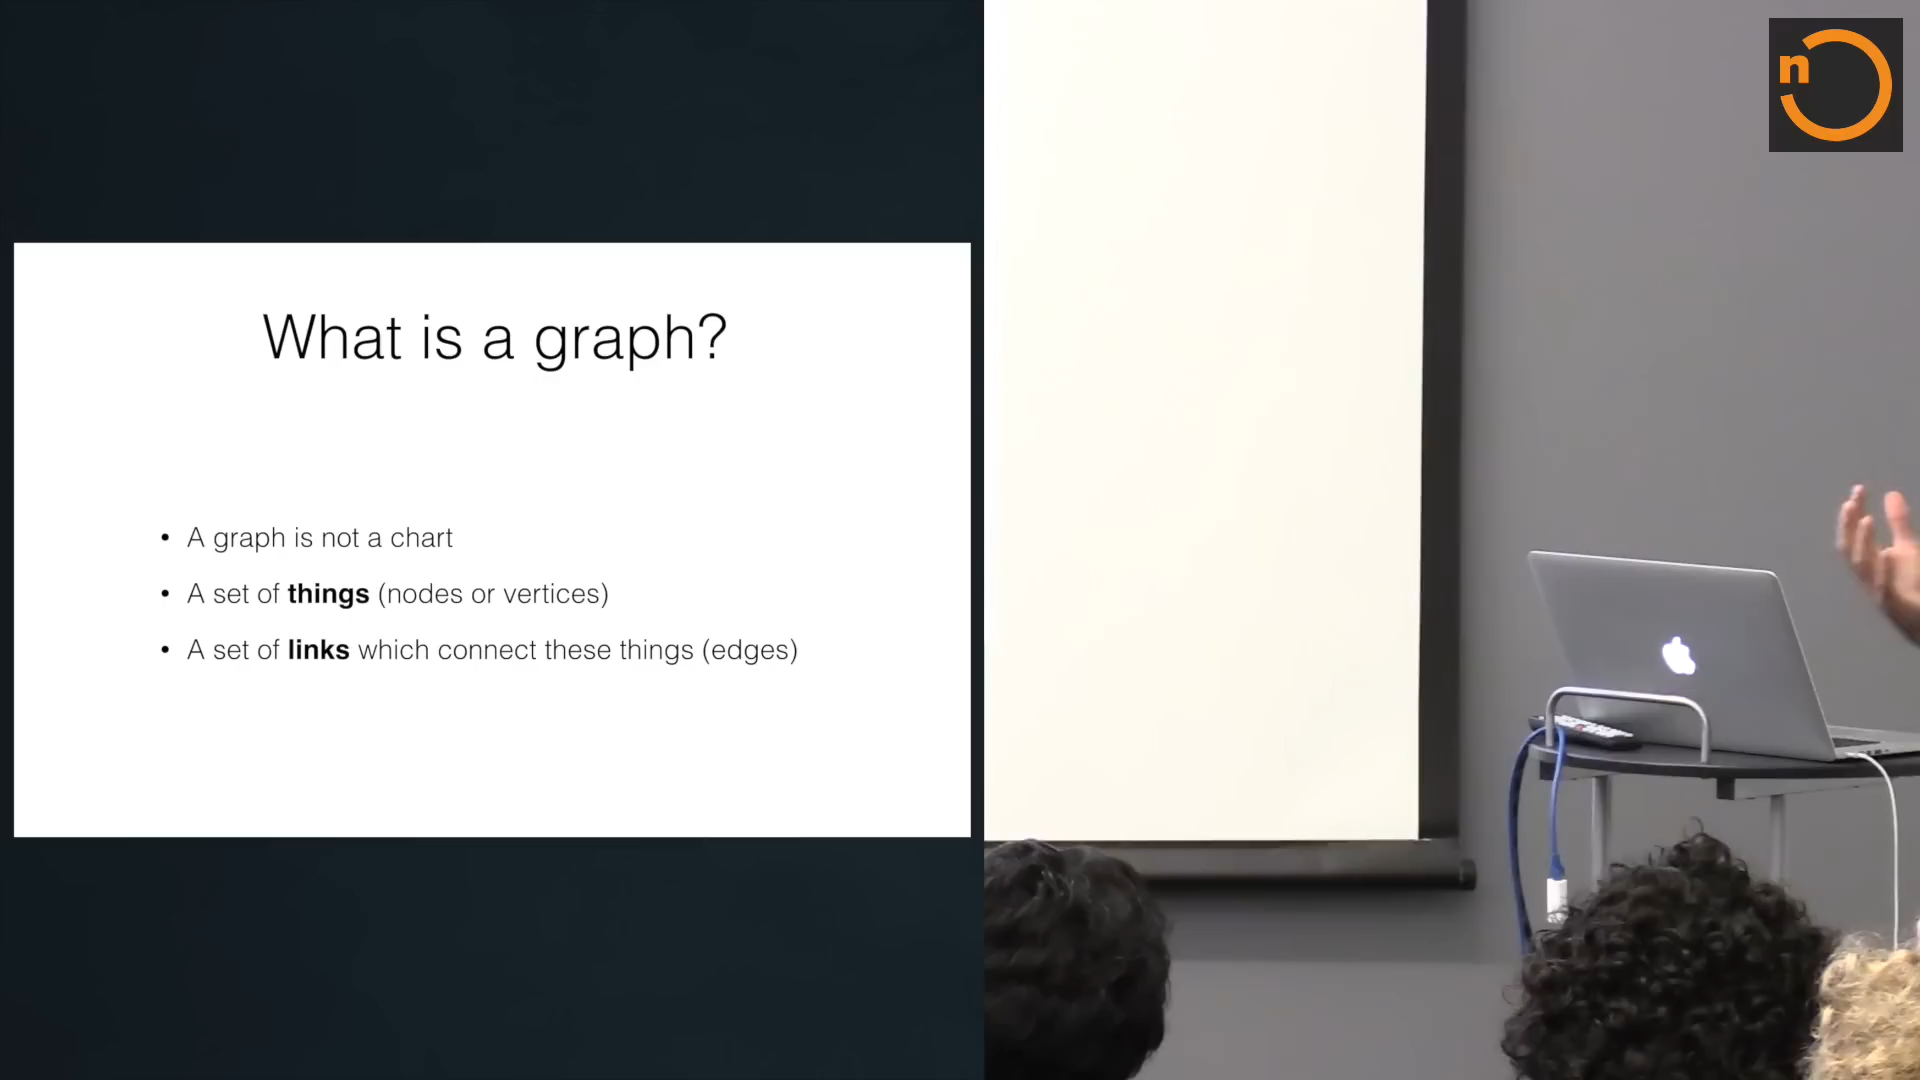 What is a graph?
• A graph is not a chart
• A set of things (nodes or vertices)
• A set of links which connect these things (edges)
n